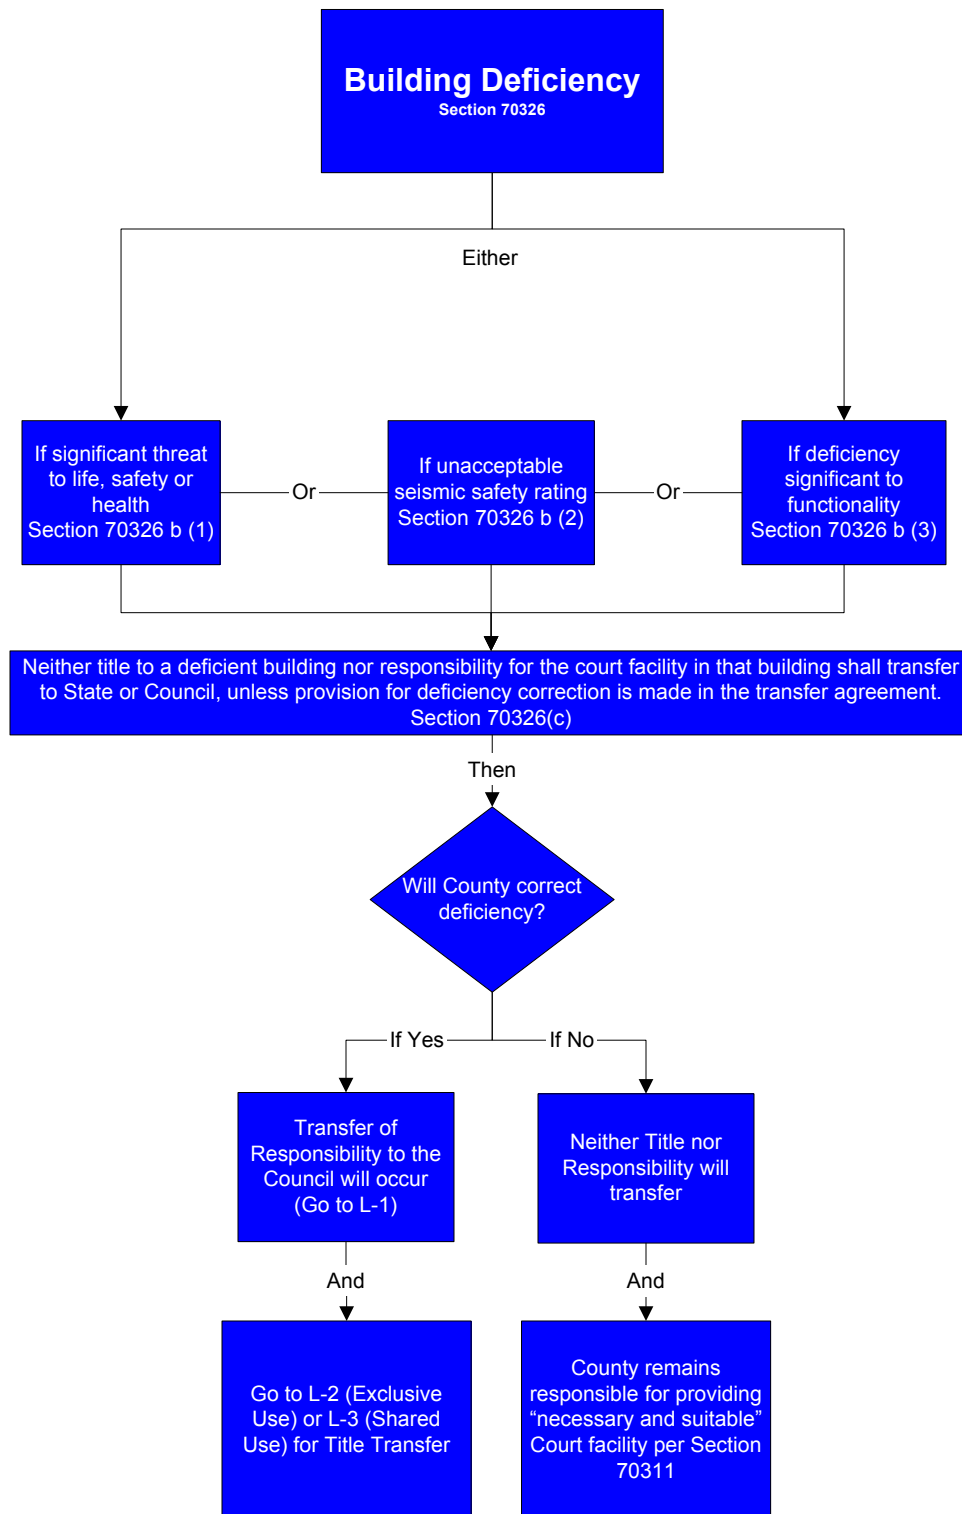 Building Deficiency
Section 70326
Either
If significant threat
to life, safety or
health
Section 70326 b (1)
Or
If unacceptable
seismic safety rating
Section 70326 b (2)
Or
If deficiency
significant to
functionality
Section 70326 b (3)
Neither title to a deficient building nor responsibility for the court facility in that building shall transfer
to State or Council, unless provision for deficiency correction is made in the transfer agreement.
Section 70326(c)
Then
Will County correct
deficiency?
If Yes
If No
Transfer of
Responsibility to the
Council will occur
(Go to L-1)
Neither Title nor
Responsibility will
transfer
And
And
Go to L-2 (Exclusive
Use) or L-3 (Shared
Use) for Title Transfer
County remains
responsible for providing
“necessary and suitable”
Court facility per Section
70311